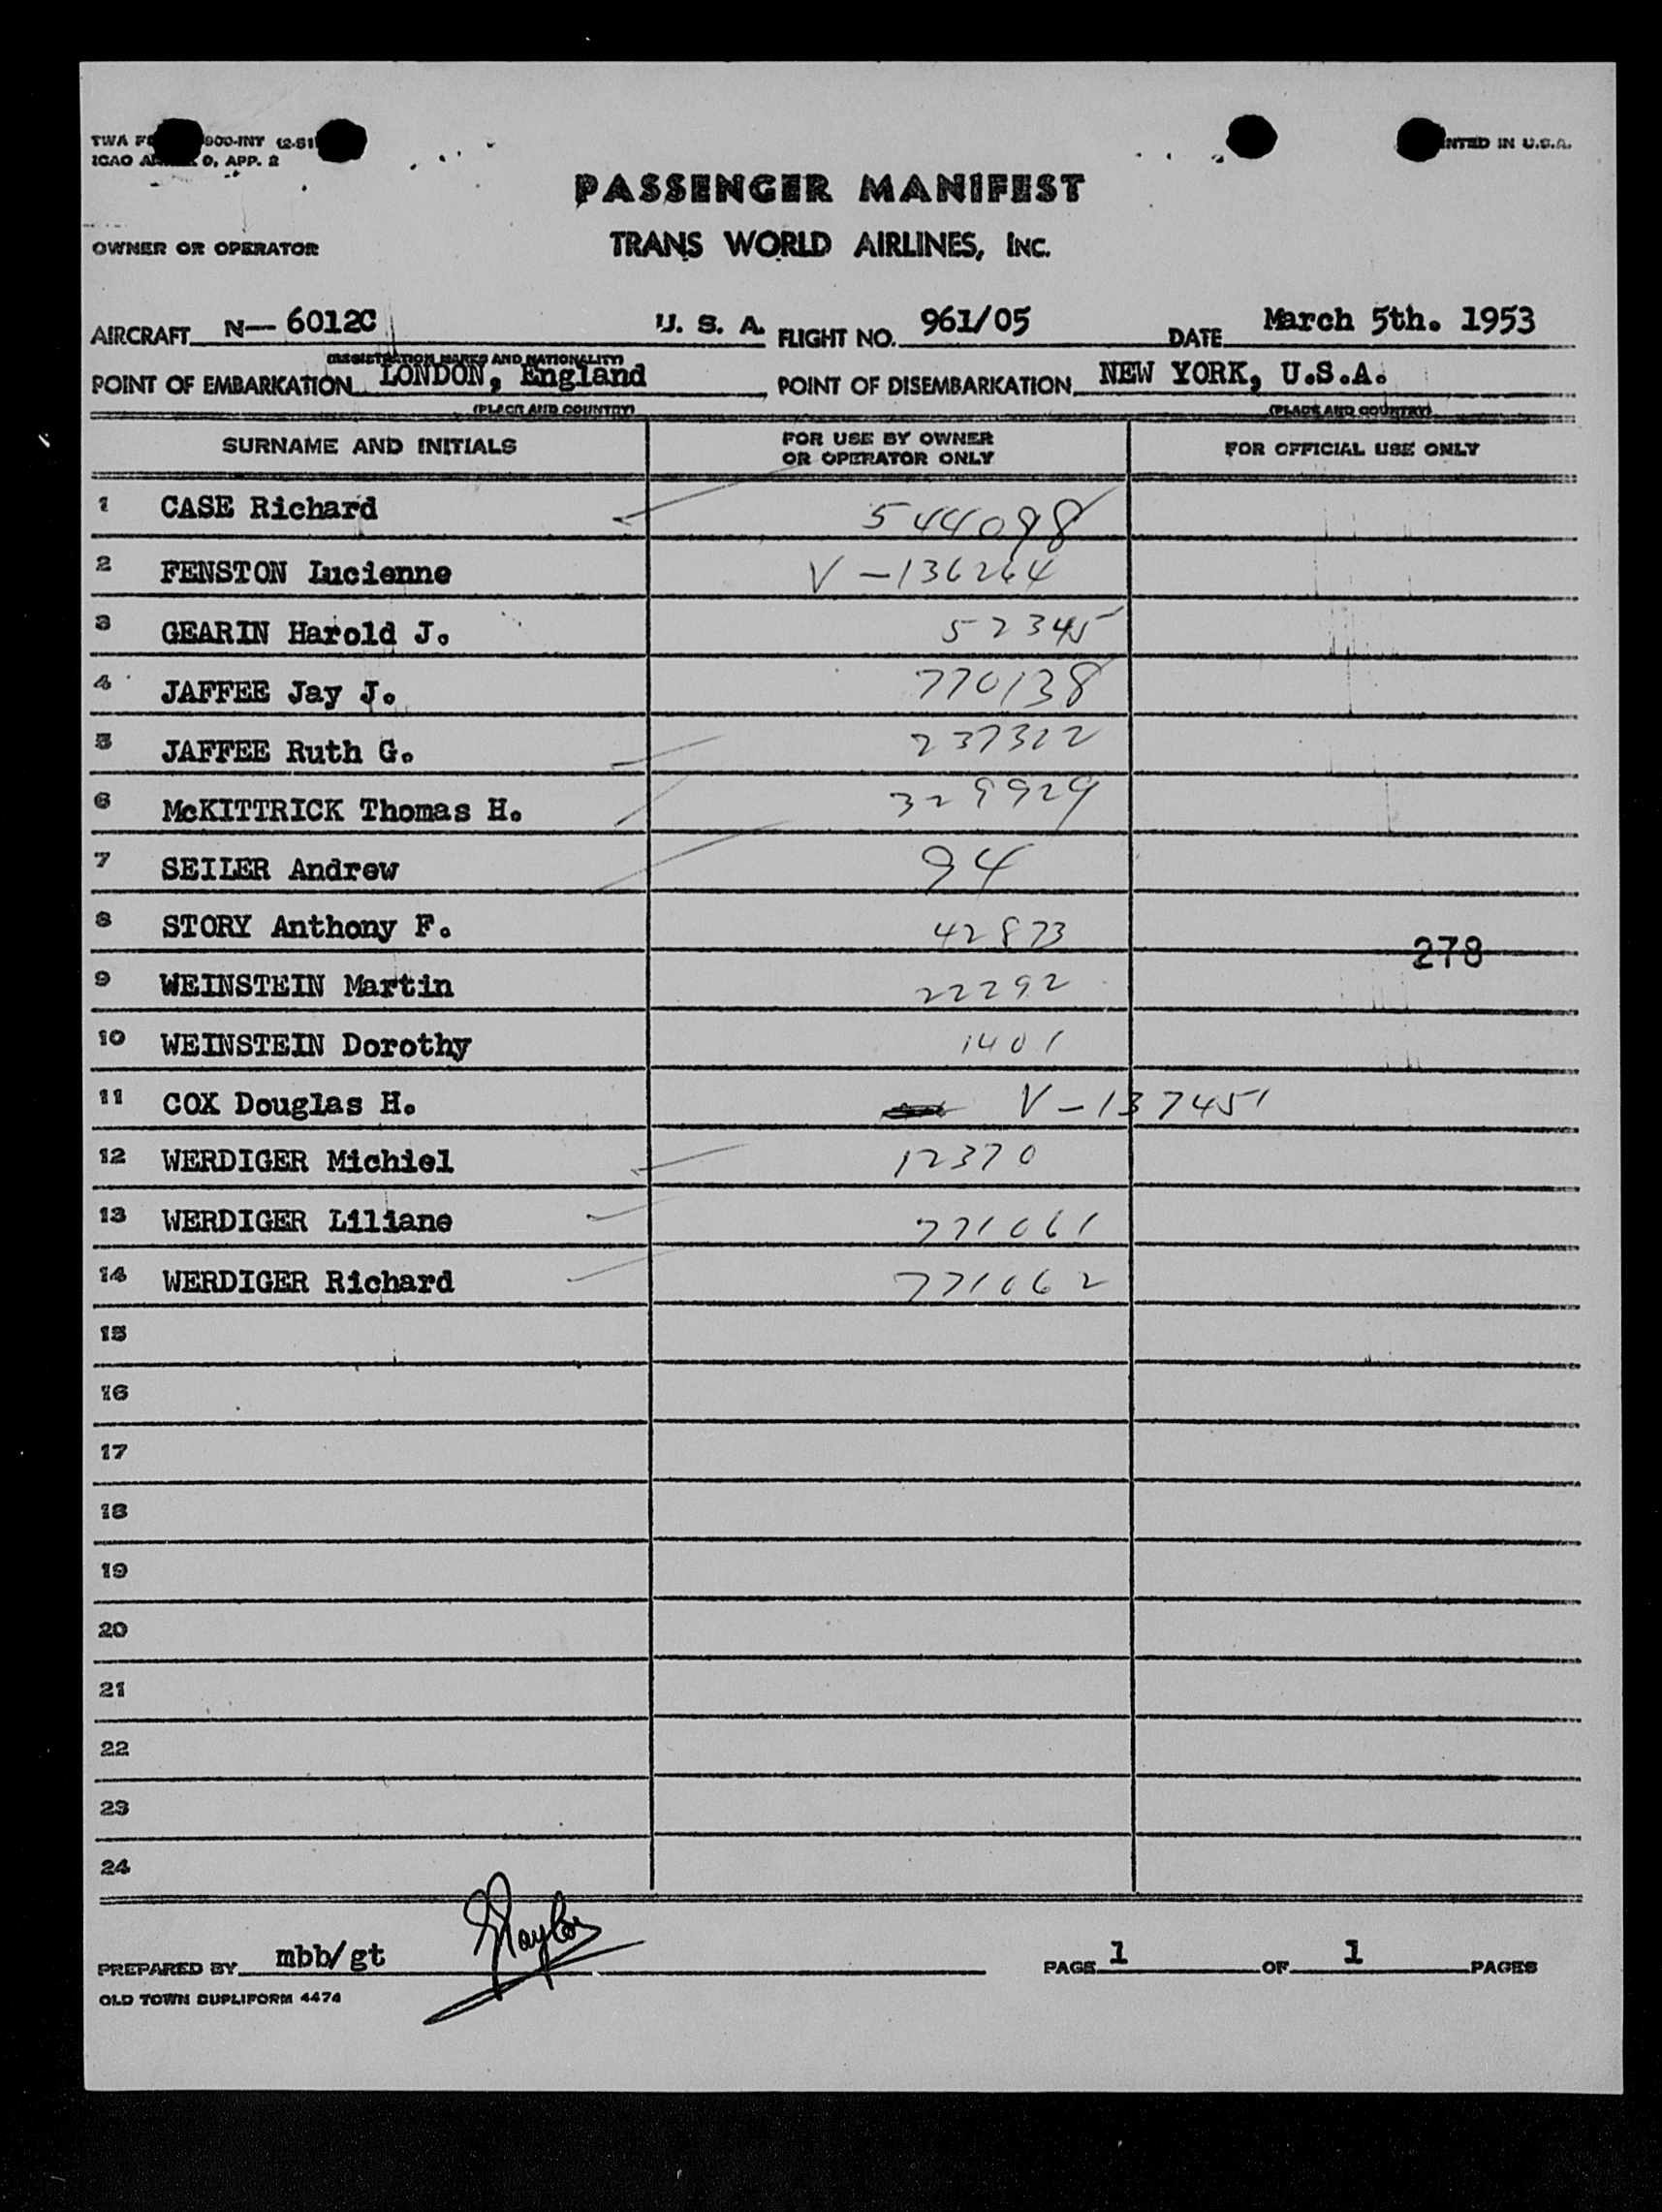 TWA 900-INT (2-51
PRINTED IN U.S.A.
ICAO 9, APP. 2
PASSENGER MANIFEST
OWNER OR OPERATOR TRANS WORLD AIRLINES, INC.
AIRCRAFT N— 6012C U. S. A. FLIGHT NO. 961/05 DATE March 5th. 1953
(REGISTRATION MARKS AND NATIONALITY)
POINT OF EMBARKATION LONDON, England, POINT OF DISEMBARKATION NEW YORK, U.S.A.
(PLACE AND COUNTRY) (PLACE AND COUNTRY)
SURNAME AND INITIALS FOR USE BY OWNER OR OPERATOR ONLY FOR OFFICIAL USE ONLY
1 CASE Richard 544098
2 FENSTON Lucienne V-136264
3 GEARIN Harold J. 52345
4 JAFFEE Jay J. 770138
5 JAFFEE Ruth G. 237322
6 McKITTRICK Thomas H. 329929
7 SEILER Andrew 94
8 STORY Anthony F. 42873
278
9 WEINSTEIN Martin 22292
10 WEINSTEIN Dorothy 1401
11 COX Douglas H. V-137451
12 WERDIGER Michiel 12370
13 WERDIGER Liliane 771061
14 WERDIGER Richard 771062
15
16
17
18
19
20
21
22
23
24
PREPARED BY mbb/gt Taylor PAGE 1 OF 1 PAGES
OLD TOWN DUPLIFORM 4474